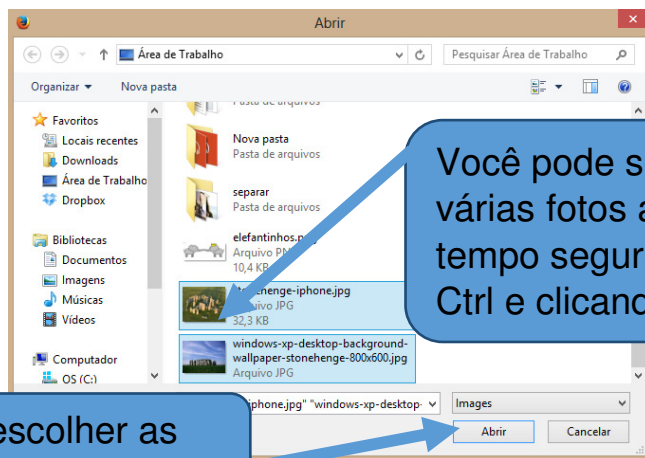 Abrir
Área de Trabalho
Pesquisar Área de Trabalho
Organizar
Nova pasta
Favoritos
Locais recentes
Downloads
Área de Trabalho
Dropbox
Bibliotecas
Documentos
Imagens
Músicas
Vídeos
Computador
OS (C:)
Pasta de arquivos
Nova pasta
Pasta de arquivos
separar
Pasta de arquivos
elefantinhos.p
Arquivo P
10,4 KB
henge-iphone.jpg
uivo JPG
32,3 KB
windows-xp-desktop-background-
wallpaper-stonehenge-800x600.jpg
Arquivo JPG
Você pode s
várias fotos a
tempo segur
Ctrl e clicand
iphone.jpg" "windows-xp-desktop-
Images
Abrir
Cancelar
escolher as